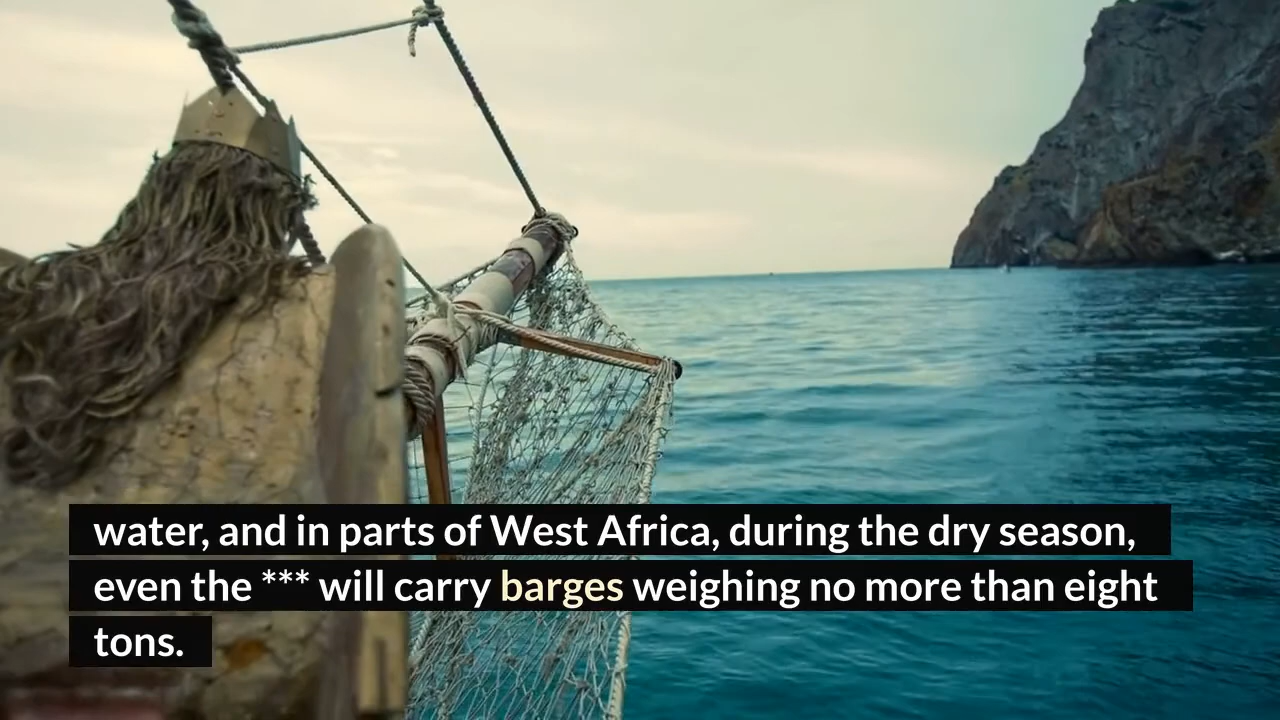 water, and in parts of West Africa, during the dry season,
even the *** will carry barges weighing no more than eight
tons.